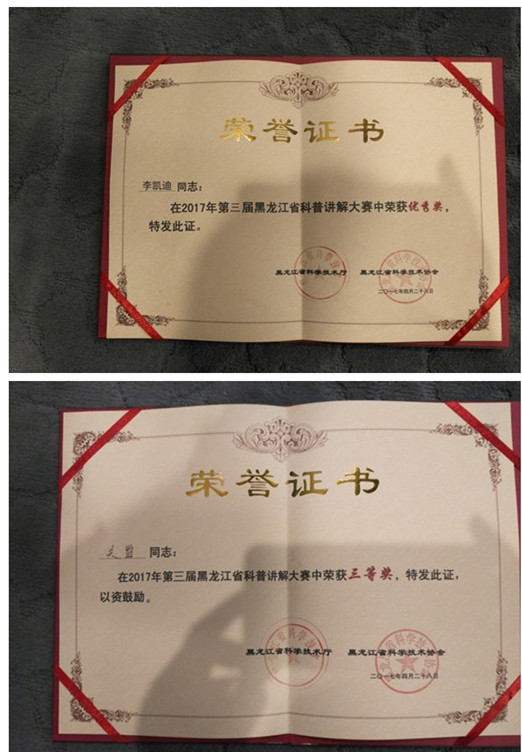 荣誉证书
李凯迪 同志：
在2017年第三届黑龙江省科普讲解大赛中荣获优秀奖，
特发此证。
黑龙江省科学技术厅 黑龙江省科学技术协会
二〇一七年四月二十八日
荣誉证书
同志：
在2017年第三届黑龙江省科普讲解大赛中荣获三等奖，特发此证，
以资鼓励。
黑龙江省科学技术厅 黑龙江省科学技术协会
二〇一七年四月二十八日